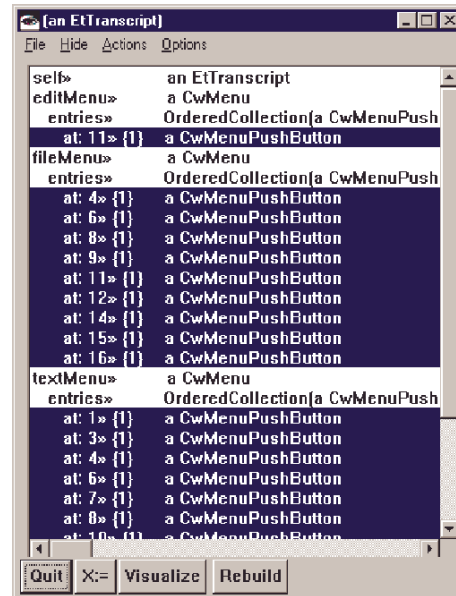 (an EtTranscript)
File Hide Actions Options
self» an EtTranscript
editMenu» a CwMenu
entries» OrderedCollection(a CwMenuPush
at: 11» {1} a CwMenuPushButton
fileMenu» a CwMenu
entries» OrderedCollection(a CwMenuPush
at: 4» {1} a CwMenuPushButton
at: 6» {1} a CwMenuPushButton
at: 8» {1} a CwMenuPushButton
at: 9» {1} a CwMenuPushButton
at: 11» {1} a CwMenuPushButton
at: 12» {1} a CwMenuPushButton
at: 14» {1} a CwMenuPushButton
at: 15» {1} a CwMenuPushButton
at: 16» {1} a CwMenuPushButton
textMenu» a CwMenu
entries» OrderedCollection(a CwMenuPush
at: 1» {1} a CwMenuPushButton
at: 3» {1} a CwMenuPushButton
at: 4» {1} a CwMenuPushButton
at: 6» {1} a CwMenuPushButton
at: 7» {1} a CwMenuPushButton
at: 8» {1} a CwMenuPushButton
at: 10» {1} a CwMenuPushButton
Quit X:= Visualize Rebuild